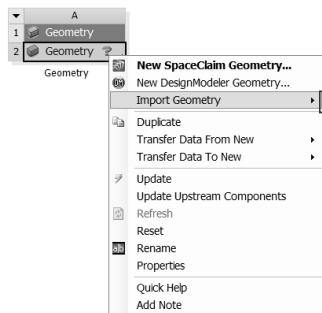 A
1 Geometry
2 Geometry ?
Geometry
New SpaceClaim Geometry...
New DesignModeler Geometry...
Import Geometry
Duplicate
Transfer Data From New
Transfer Data To New
Update
Update Upstream Components
Refresh
Reset
Rename
Properties
Quick Help
Add Note